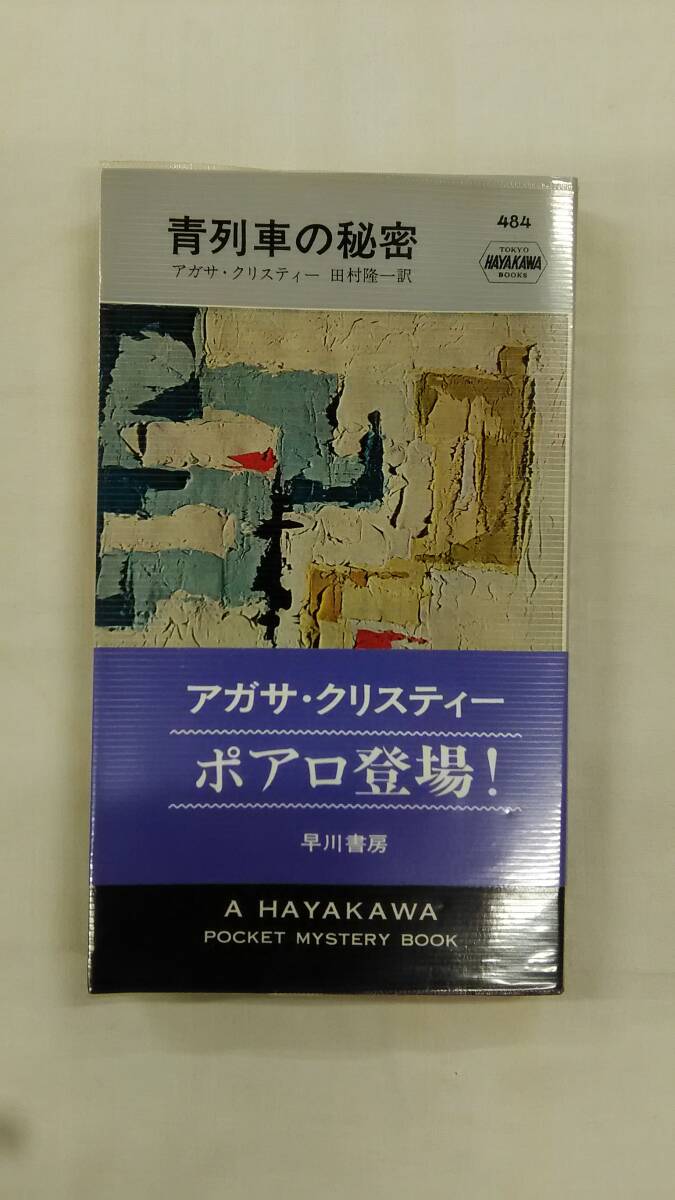 青列車の秘密
アガサ・クリスティー 田村隆一訳
484
TOKYO
HAYAKAWA
BOOKS
アガサ・クリスティー
ポアロ登場!
早川書房
A HAYAKAWA
POCKET MYSTERY BOOK